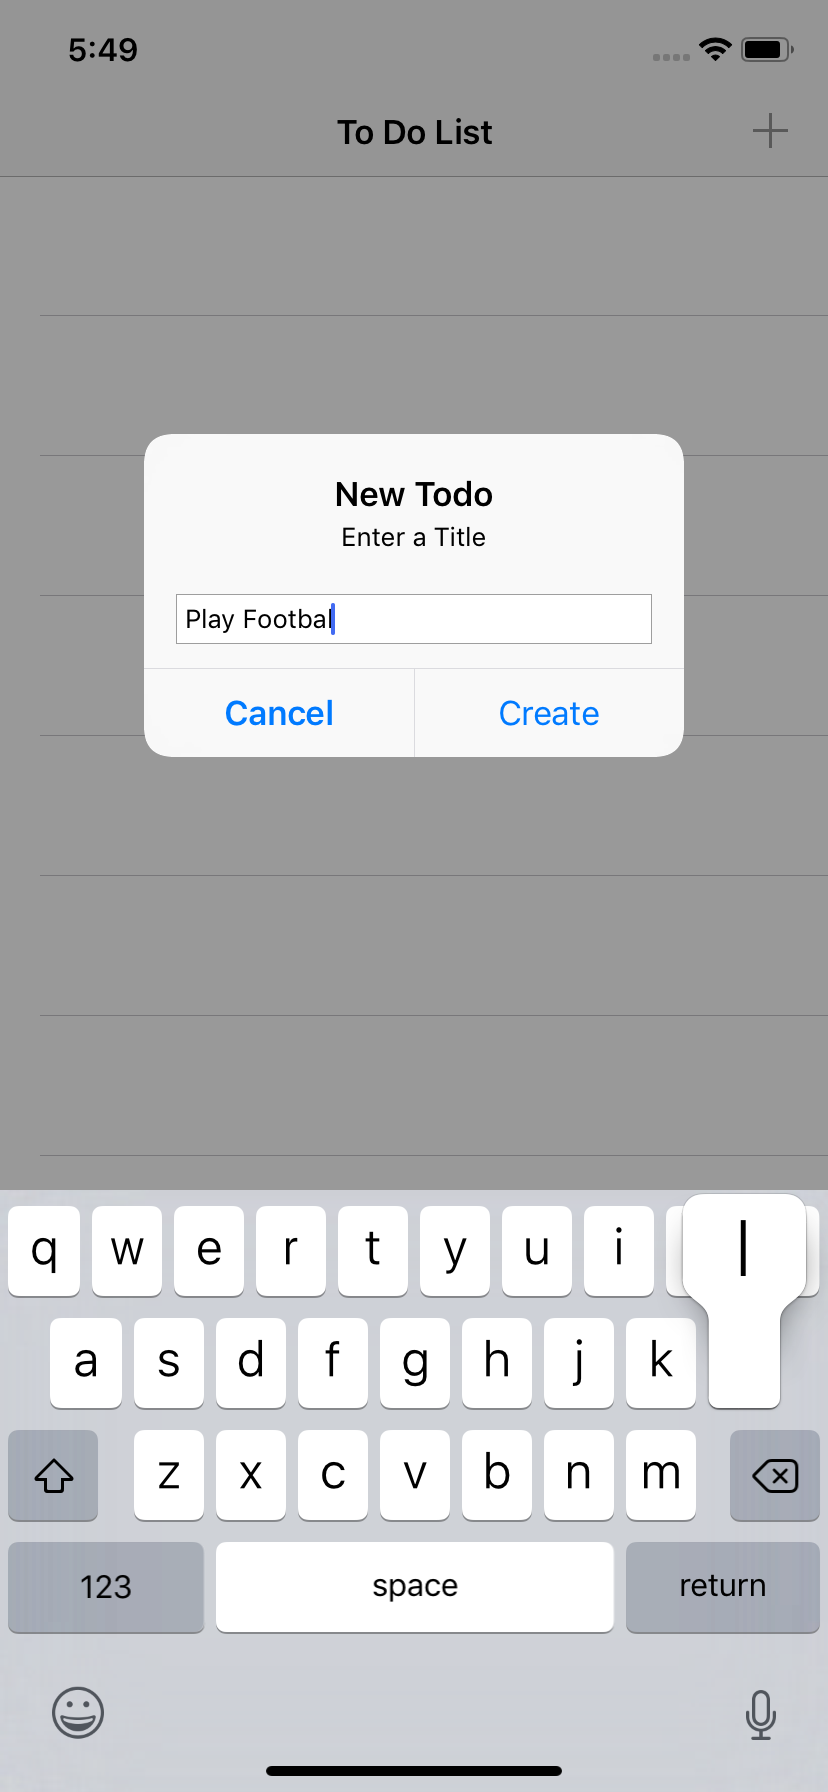 5:49
To Do List
New Todo
Enter a Title
Play Footbal
Cancel Create
q w e r t y u i l
a s d f g h j k
z x c v b n m
123 space return